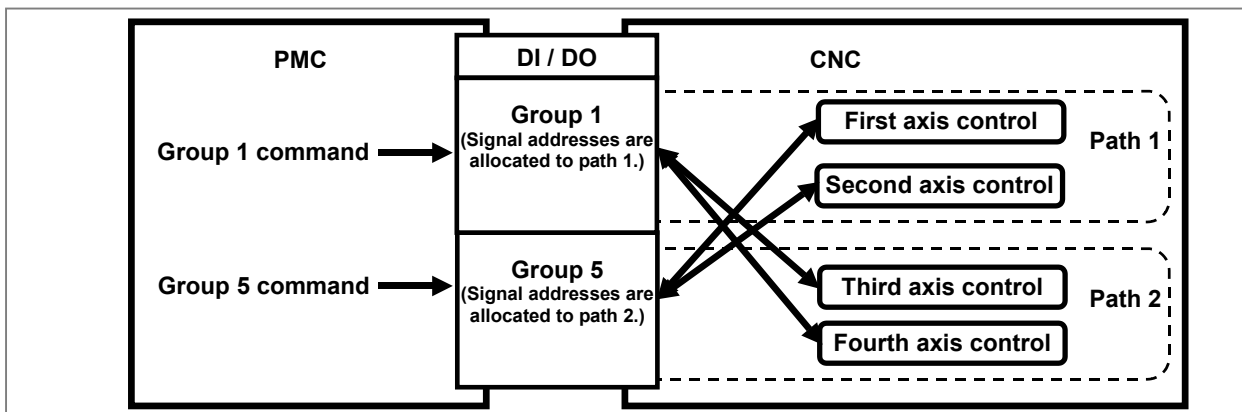 PMC
DI / DO
CNC
Group 1
(Signal addresses are
allocated to path 1.)
Group 1 command
First axis control
Second axis control
Path 1
Group 5
(Signal addresses are
allocated to path 2.)
Group 5 command
Third axis control
Fourth axis control
Path 2